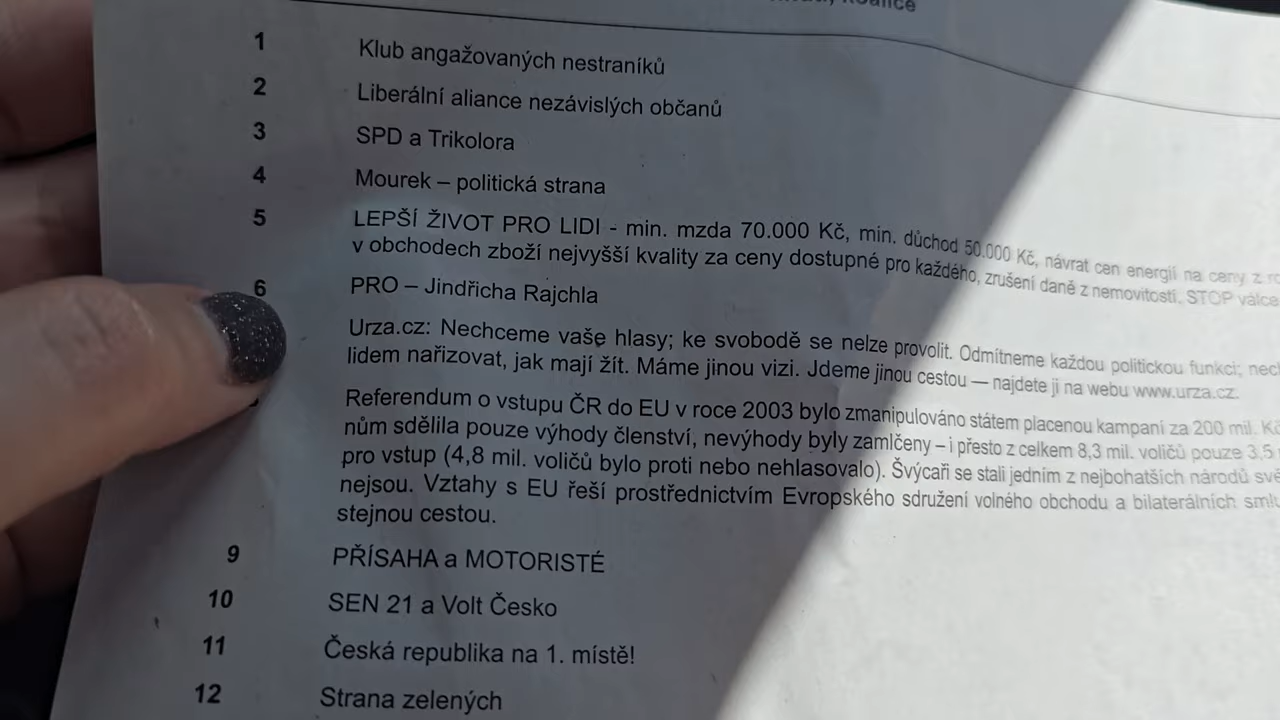 Koalice
1 Klub angažovaných nestraníků
2 Liberální aliance nezávislých občanů
3 SPD a Trikolora
4 Mourek – politická strana
5 LEPŠÍ ŽIVOT PRO LIDI - min. mzda 70.000 Kč, min. důchod 50.000 Kč, návrat cen energií na ceny z
v obchodech zboží nejvyšší kvality za ceny dostupné pro každého, zrušení daně z nemovitostí, STOP válce
6 PRO – Jindřicha Rajchla
Urza.cz: Nechceme vaše hlasy; ke svobodě se nelze provolit. Odmítneme každou politickou funkci;
lidem nařizovat, jak mají žít. Máme jinou vizi. Jdeme jinou cestou — najdete ji na webu www.urza.cz.
Referendum o vstupu ČR do EU v roce 2003 bylo zmanipulováno státem placenou kampaní za 200 mil. Kč
nům sdělila pouze výhody členství, nevýhody byly zamlčeny – i přesto z celkem 8,3 mil. voličů pouze 3,5
pro vstup (4,8 mil. voličů bylo proti nebo nehlasovalo). Švýcaři se stali jedním z nejbohatších národů
nejsou. Vztahy s EU řeší prostřednictvím Evropského sdružení volného obchodu a bilaterálních
stejnou cestou.
9 PŘÍSAHA a MOTORISTÉ
10 SEN 21 a Volt Česko
11 Česká republika na 1. místě!
12 Strana zelených